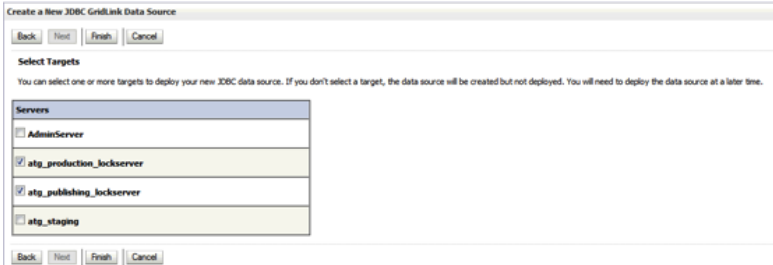 Create a New JDBC GridLink Data Source
Back Next Finish Cancel
Select Targets
You can select one or more targets to deploy your new JDBC data source. If you don't select a target, the data source will be created but not deployed. You will need to deploy the data source at a later time.
Servers
AdminServer
atg_production_lockserver
atg_publishing_lockserver
atg_staging
Back Next Finish Cancel